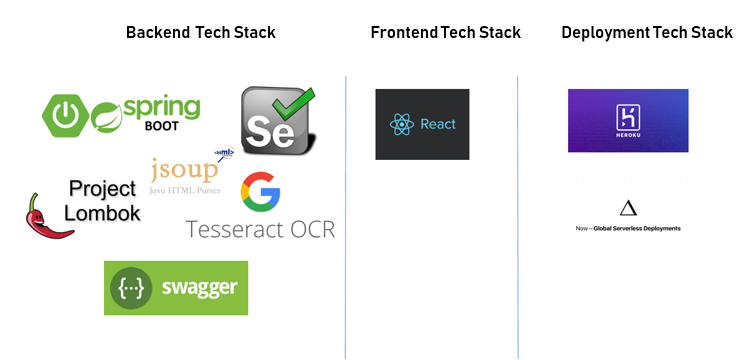 Backend Tech Stack
Frontend Tech Stack
Deployment Tech Stack
spring
BOOT
Se
<html>
jsoup
Java HTML Parser
Project
Lombok
G
Tesseract OCR
{···}
swagger
React
HEROKU
Now – Global Serverless Deployments